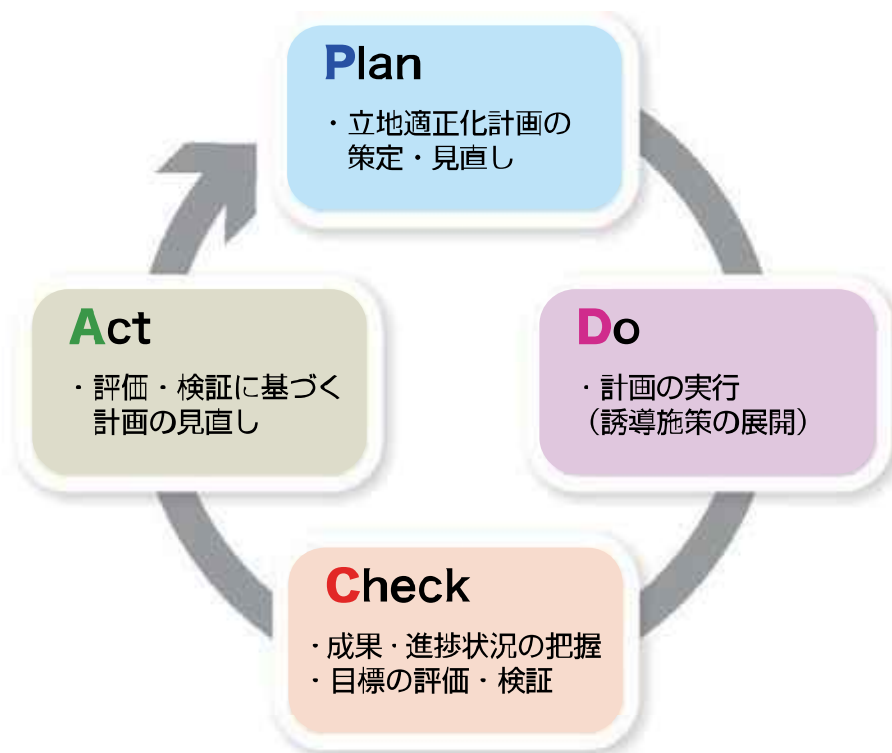 Plan
・立地適正化計画の
策定・見直し
Do
・計画の実行
（誘導施策の展開）
Check
・成果・進捗状況の把握
・目標の評価・検証
Act
・評価・検証に基づく
計画の見直し